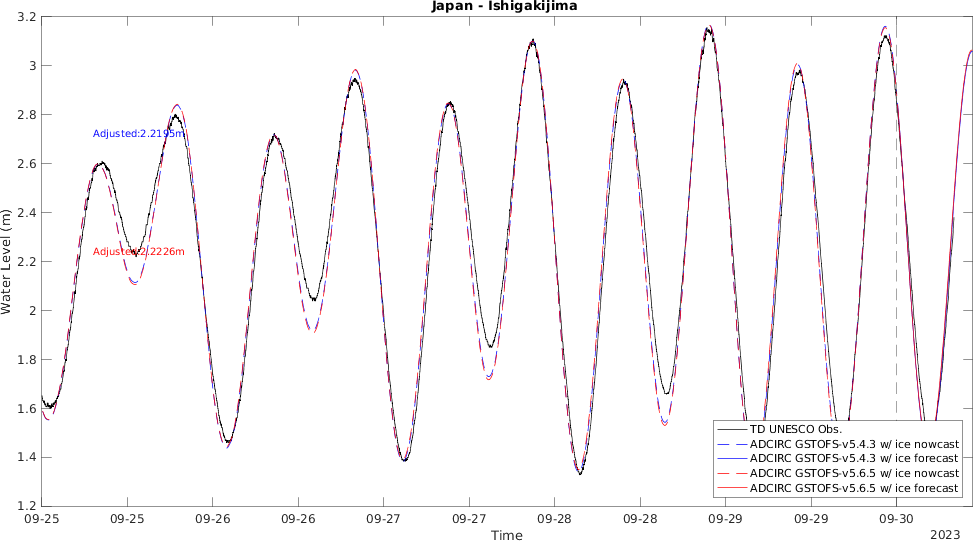 Japan - Ishigakijima
3.2
3
2.8
2.6
2.4
2.2
2
1.8
1.6
1.4
1.2
Water Level (m)
Adjusted:2.2195m
Adjusted:2.2226m
TD UNESCO Obs.
ADCIRC GSTOFS-v5.4.3 w/ ice nowcast
ADCIRC GSTOFS-v5.4.3 w/ ice forecast
ADCIRC GSTOFS-v5.6.5 w/ ice nowcast
ADCIRC GSTOFS-v5.6.5 w/ ice forecast
09-25 09-25 09-26 09-26 09-27 09-27 09-28 09-28 09-29 09-29 09-30
Time
2023